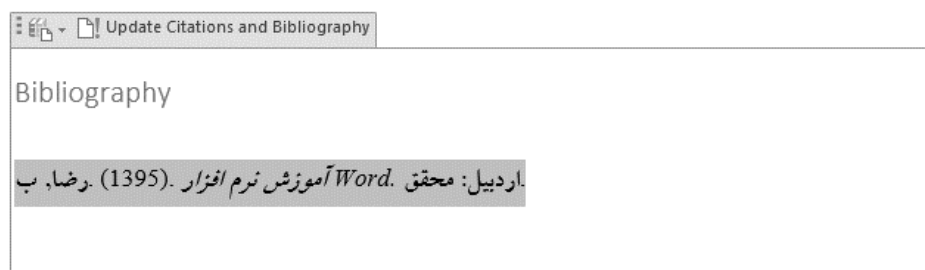 Update Citations and Bibliography
Bibliography
رضا, ب. (1395). آموزش نرم افزار Word. اردبیل: محقق.